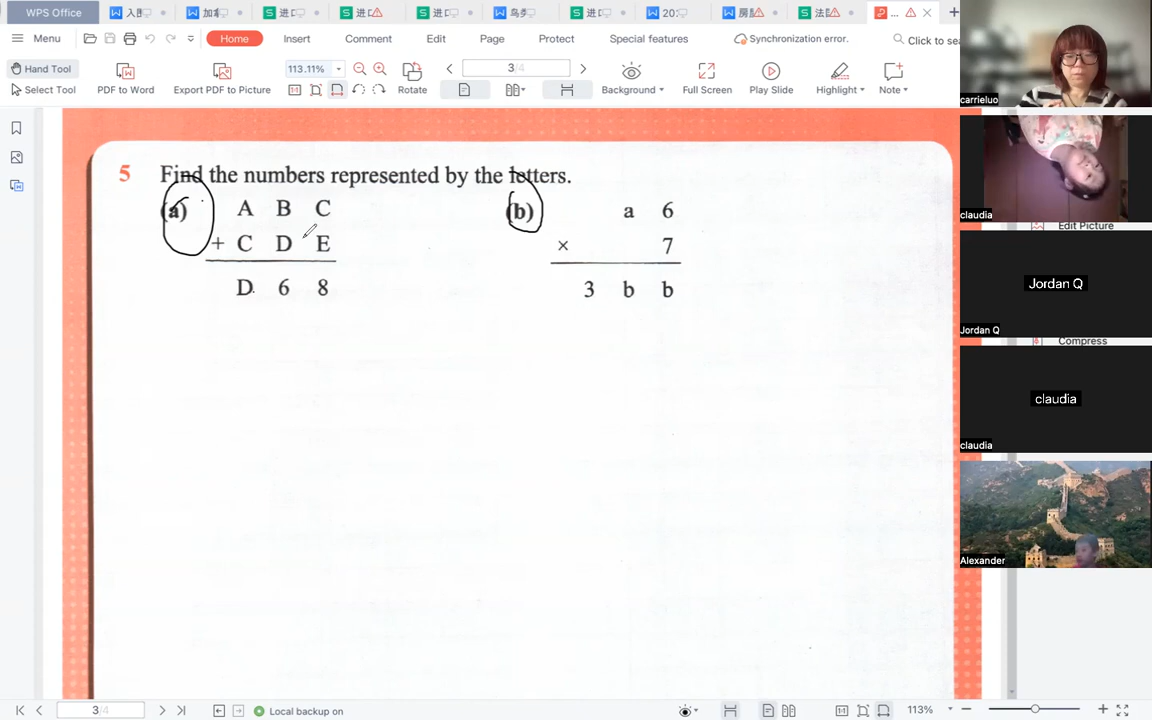 WPS Office
Menu Home Insert Comment Edit Page Protect Special features Synchronization error. Click to sea
Hand Tool
Select Tool
PDF to Word
Export PDF to Picture
113.11%
3/4
Rotate
Background
Full Screen
Play Slide
Highlight
Note
5 Find the numbers represented by the letters.
(a) A B C
+ C D E
D 6 8
(b) a 6
× 7
3 b b
carrieluo
claudia
Edit Picture
Jordan Q
Jordan Q
Compress
claudia
claudia
Alexander
3/4
Local backup on
113%